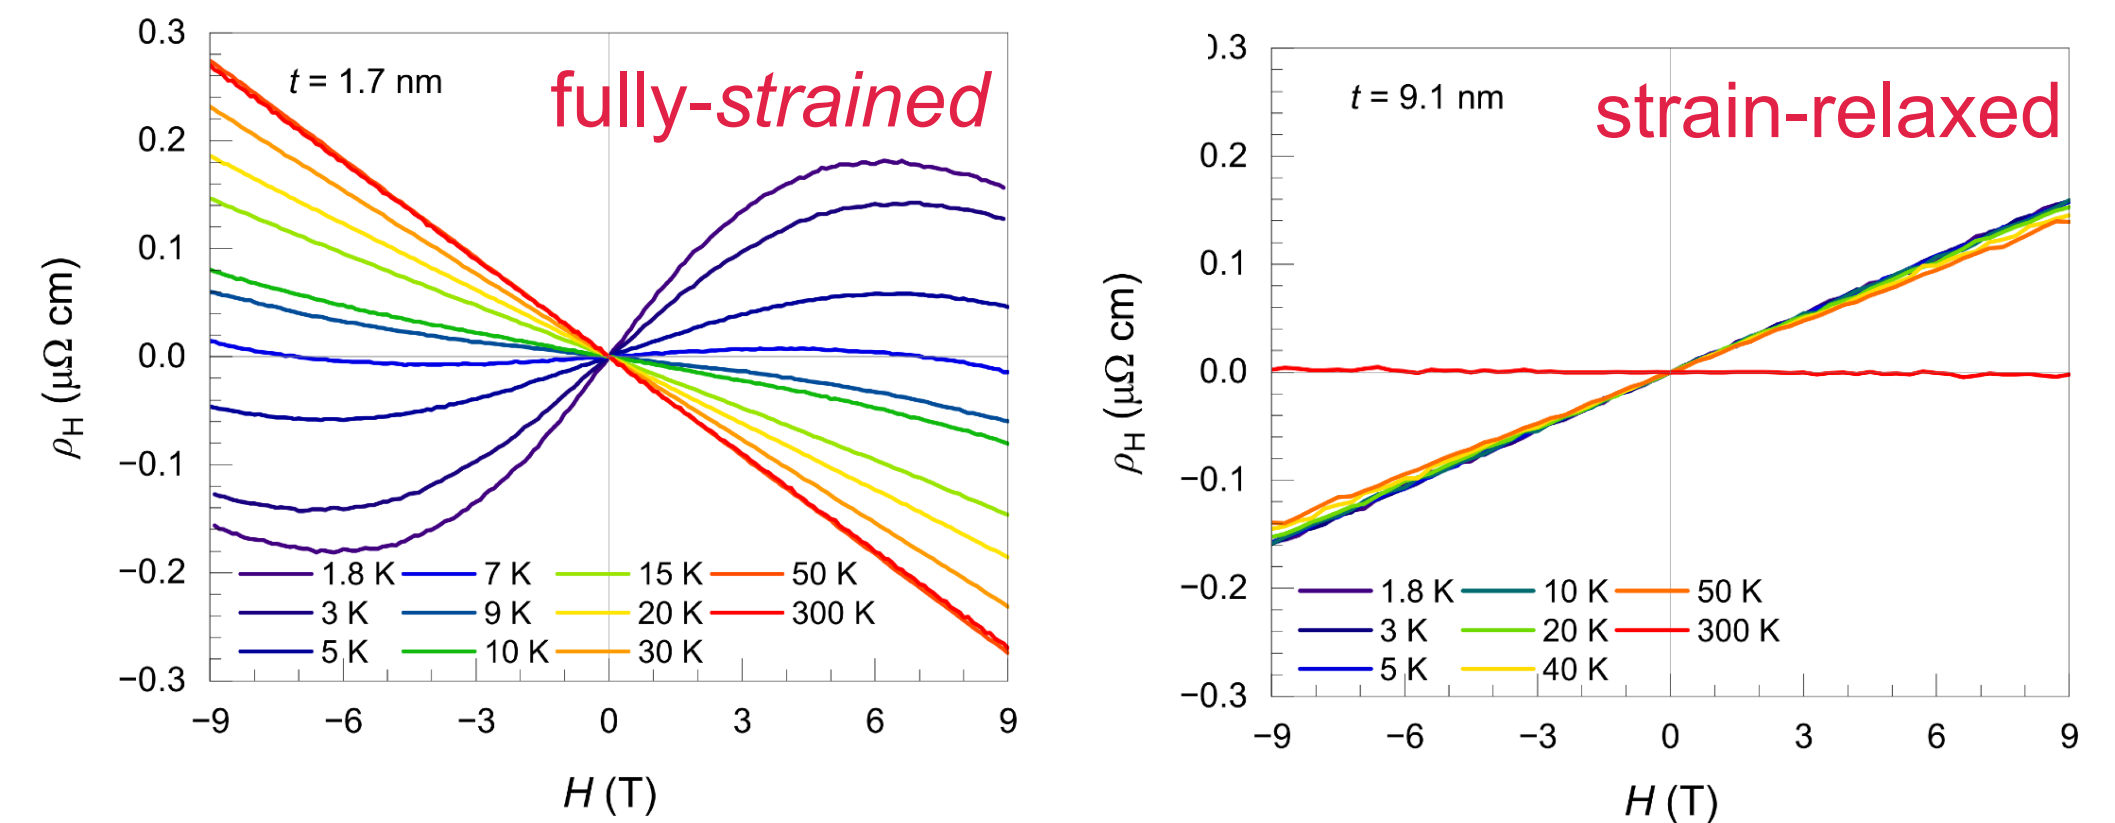 0.3
0.2
0.1
0.0
−0.1
−0.2
−0.3
ρH (μΩ cm)
t = 1.7 nm
fully-strained
1.8 K 7 K 15 K 50 K
3 K 9 K 20 K 300 K
5 K 10 K 30 K
−9 −6 −3 0 3 6 9
H (T)
0.3
0.2
0.1
0.0
−0.1
−0.2
−0.3
ρH (μΩ cm)
t = 9.1 nm
strain-relaxed
1.8 K 10 K 50 K
3 K 20 K 300 K
5 K 40 K
−9 −6 −3 0 3 6 9
H (T)